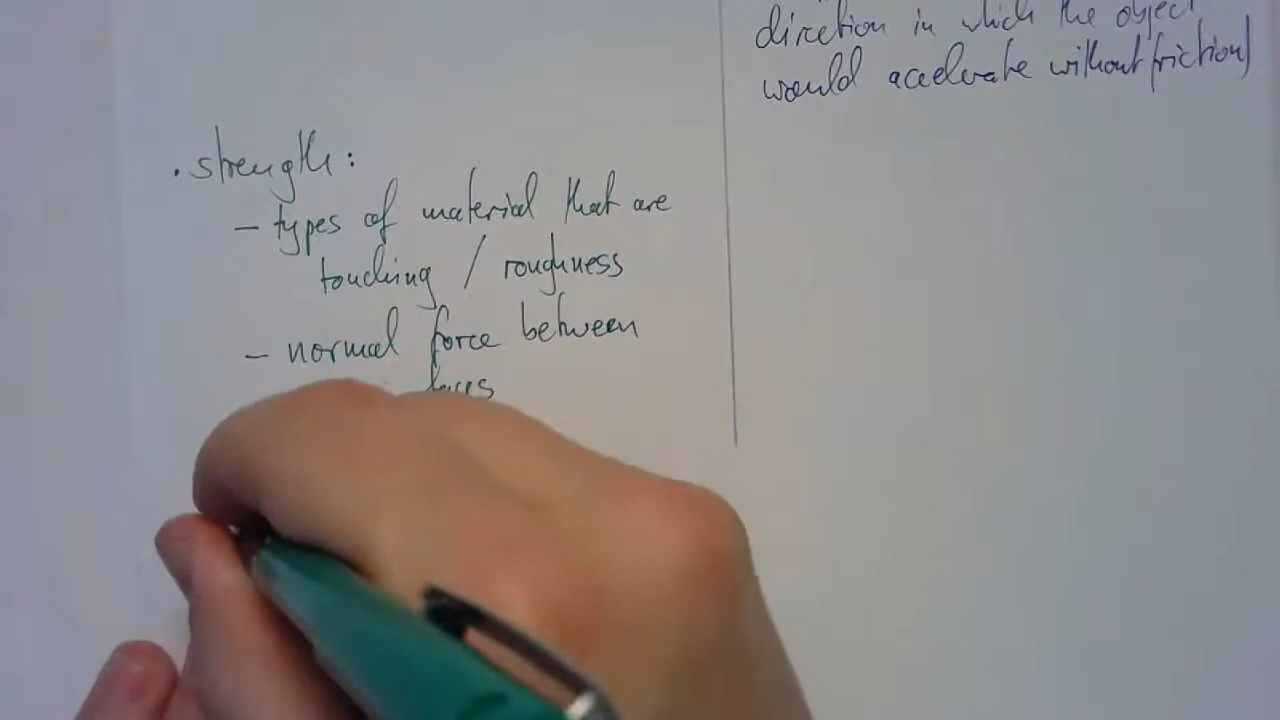 direction in which the object
would acelerate without friction)
• strength:
- types of material that are
touching / roughness
- normal force between